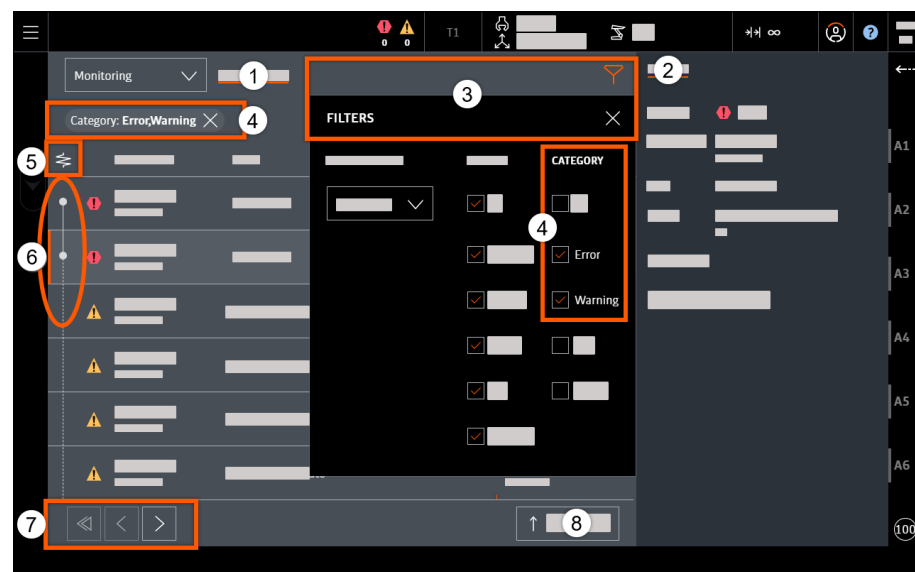 0 0 T1 ∞ ?
Monitoring 1 2
3
Category: Error,Warning 4 FILTERS
5 CATEGORY A1
A2
4
6 Error
A3
Warning
A4
A5
A6
7 8 100